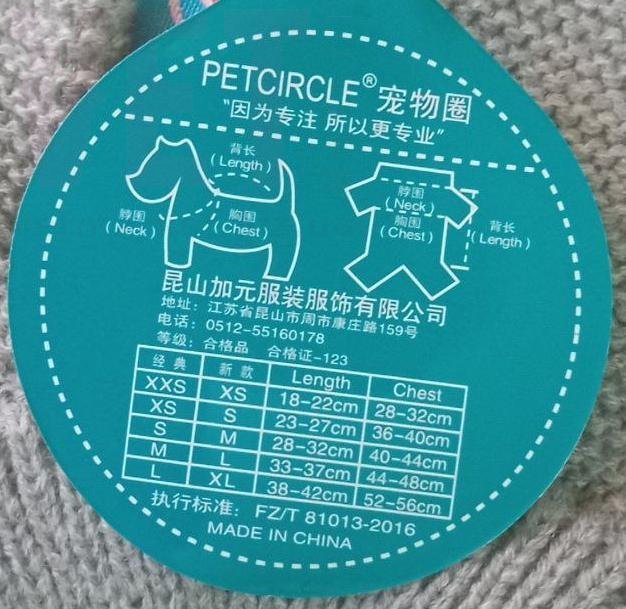 PETCIRCLE®宠物圈
“因为专注 所以更专业”
背长
(Length)
脖围
(Neck)
胸围
(Chest)
脖围
(Neck)
胸围
(Chest)
背长
(Length)
昆山加元服装服饰有限公司
地址：江苏省昆山市周市康庄路159号
电话：0512-55160178
等级：合格品 合格证-123
经典 新款 Length Chest
XXS XS 18-22cm 28-32cm
XS S 23-27cm 36-40cm
S M 28-32cm 40-44cm
M L 33-37cm 44-48cm
L XL 38-42cm 52-56cm
执行标准：FZ/T 81013-2016
MADE IN CHINA